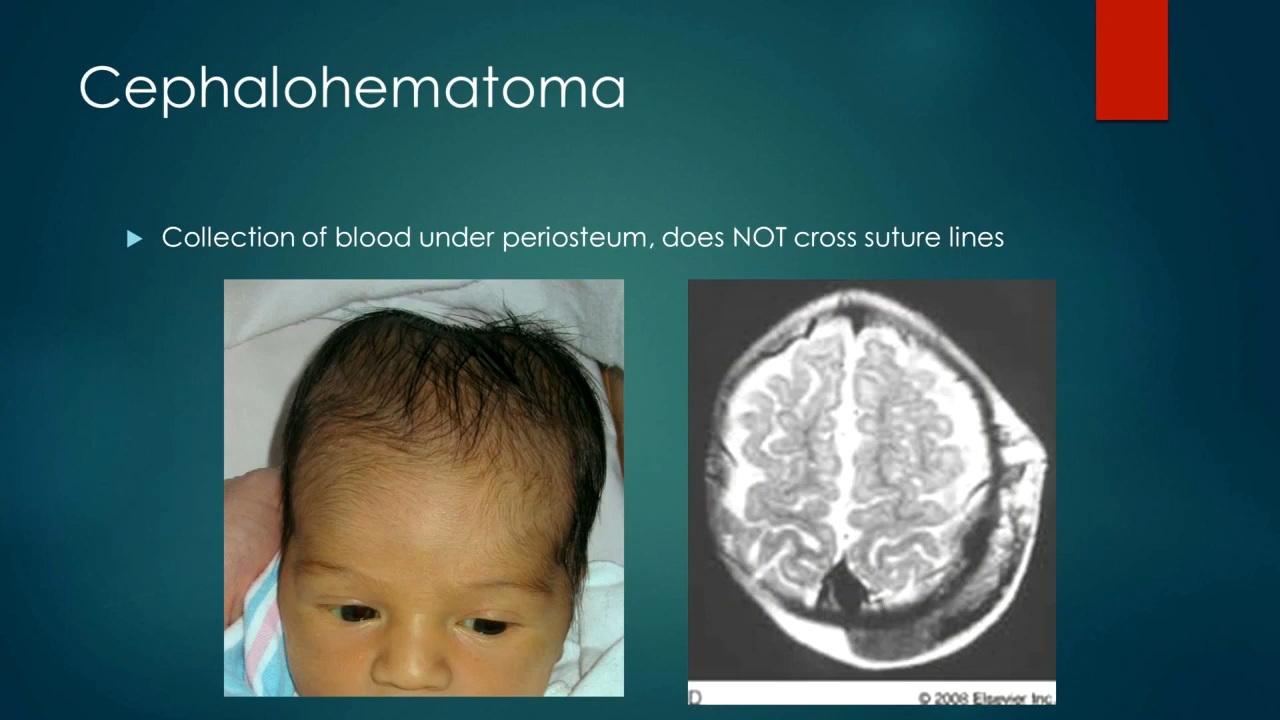 Cephalohematoma
Collection of blood under periosteum, does NOT cross suture lines
D
© 2008 Elsevier Inc